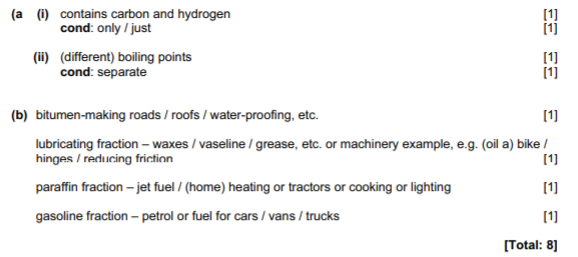 (a (i) contains carbon and hydrogen [1]
cond: only / just [1]
(ii) (different) boiling points [1]
cond: separate [1]
(b) bitumen-making roads / roofs / water-proofing, etc. [1]
lubricating fraction – waxes / vaseline / grease, etc. or machinery example, e.g. (oil a) bike /
hinges / reducing friction [1]
paraffin fraction – jet fuel / (home) heating or tractors or cooking or lighting [1]
gasoline fraction – petrol or fuel for cars / vans / trucks [1]
[Total: 8]